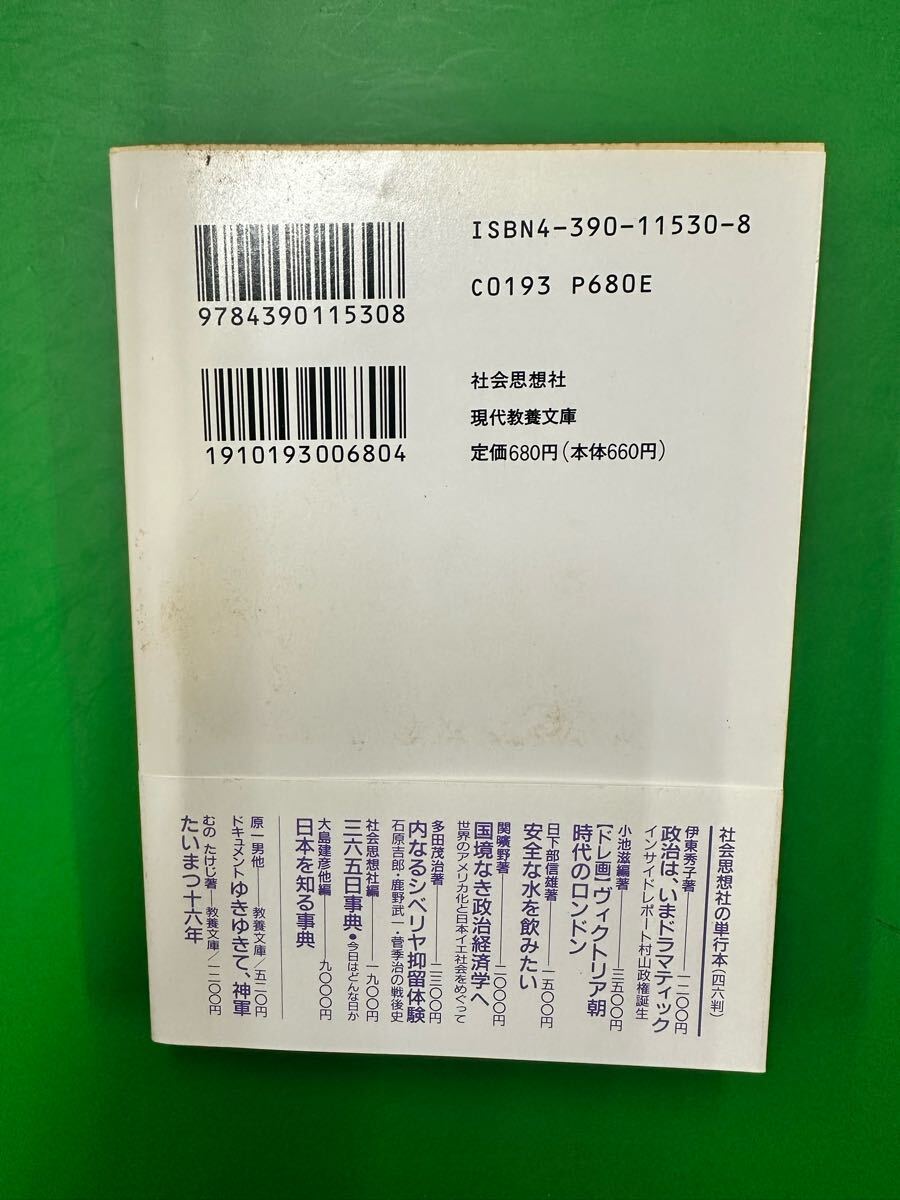 ISBN4-390-11530-8
C0193 P680E
9784390115308
1910193006804
社会思想社
現代教養文庫
定価680円(本体660円)
社会思想社の単行本(四六判)
伊東秀子著――一二〇〇円
政治は、いまドラマティック
インサイドレポート村山政権誕生
小池滋編著――三五〇〇円
[ドレ画]ヴィクトリア朝
時代のロンドン
日下部信雄著――一五〇〇円
安全な水を飲みたい
関曠野著――二〇〇〇円
国境なき政治経済学へ
世界のアメリカ化と日本イエ社会をめぐって
多田茂治著――二三〇〇円
内なるシベリヤ抑留体験
石原吉郎・鹿野武一・菅季治の戦後史
社会思想社編――一九〇〇円
三六五日事典●今日はどんな日か
大島建彦他編――九〇〇〇円
日本を知る事典
原一男他――教養文庫/五二〇円
ドキュメントゆきゆきて、神軍
むの たけじ著――教養文庫/一二〇〇円
たいまつ十六年